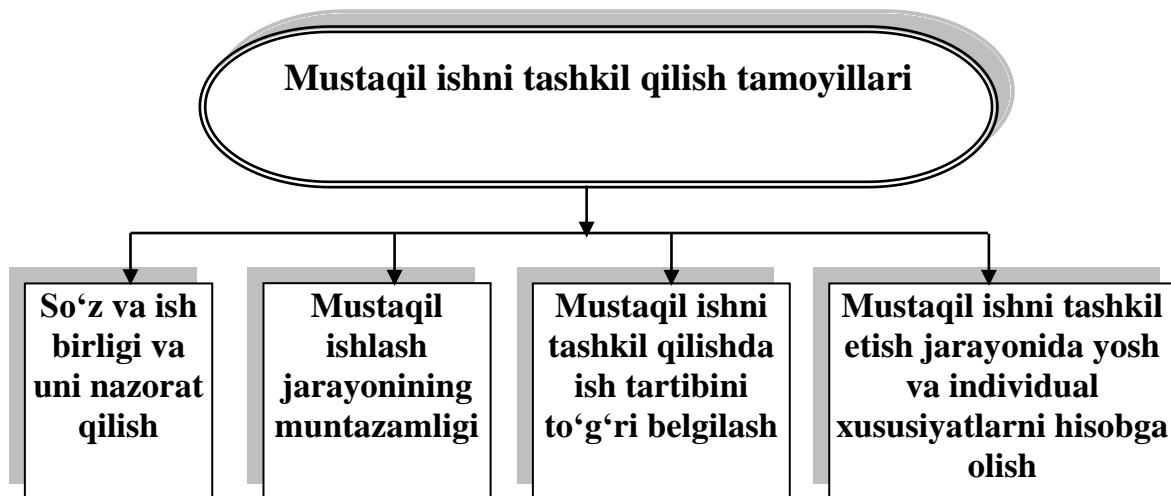 Mustaqil ishni tashkil qilish tamoyillari
So‘z va ish
birligi va
uni nazorat
qilish
Mustaqil
ishlash
jarayonining
muntazamligi
Mustaqil ishni
tashkil qilishda
ish tartibini
to‘g‘ri belgilash
Mustaqil ishni tashkil
etish jarayonida yosh
va individual
xususiyatlarni hisobga
olish